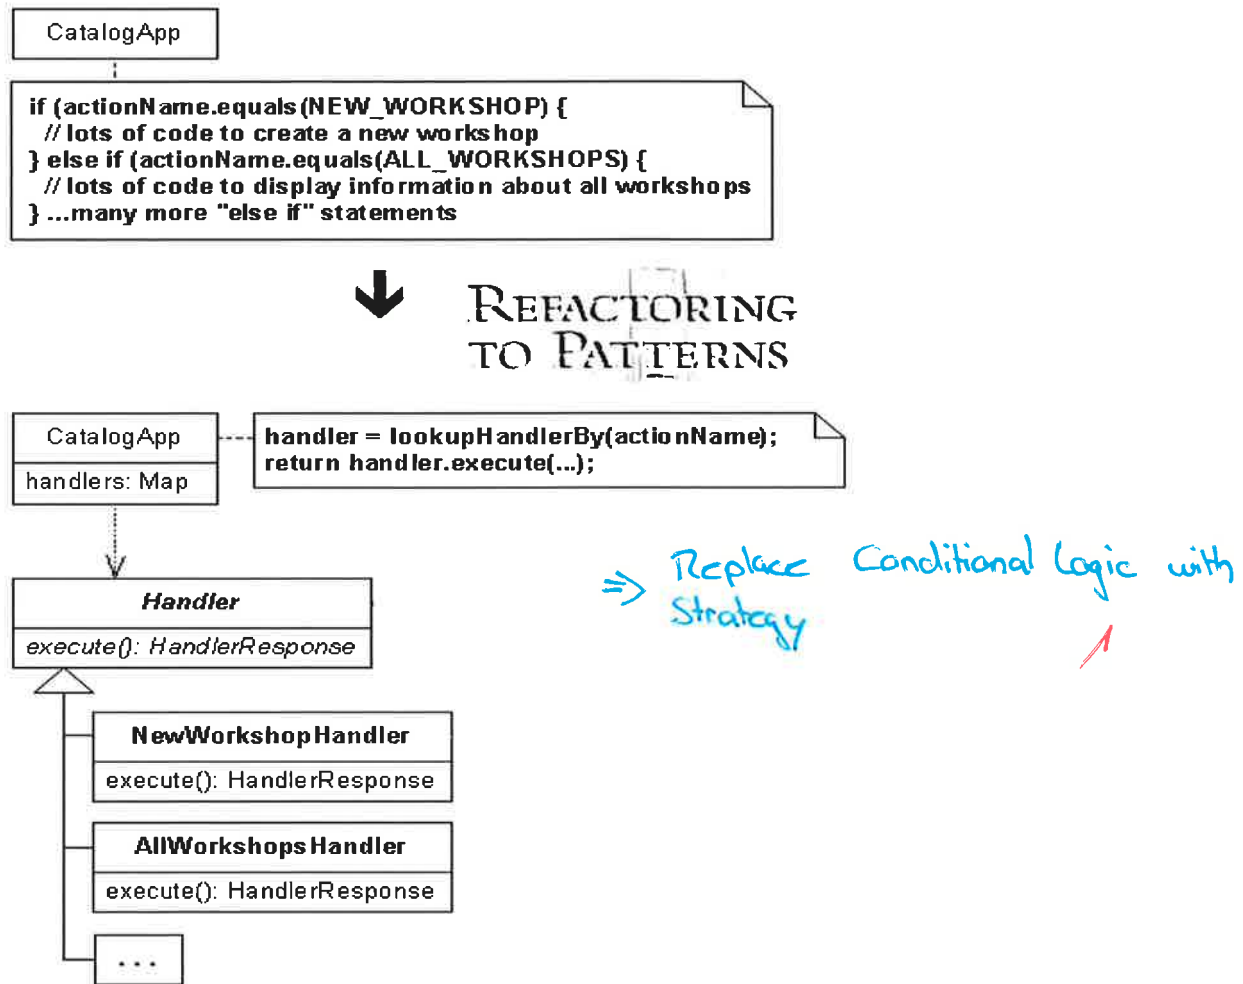 CatalogApp
if (actionName.equals(NEW_WORKSHOP) {
// lots of code to create a new workshop
} else if (actionName.equals(ALL_WORKSHOPS) {
// lots of code to display information about all workshops
} ...many more "else if" statements
REFACTORING
TO PATTERNS
CatalogApp
handlers: Map
handler = lookupHandlerBy(actionName);
return handler.execute(...);
Handler
execute(): HandlerResponse
⇒ Replace Conditional Logic with
Strategy
NewWorkshopHandler
execute(): HandlerResponse
AllWorkshopsHandler
execute(): HandlerResponse
...